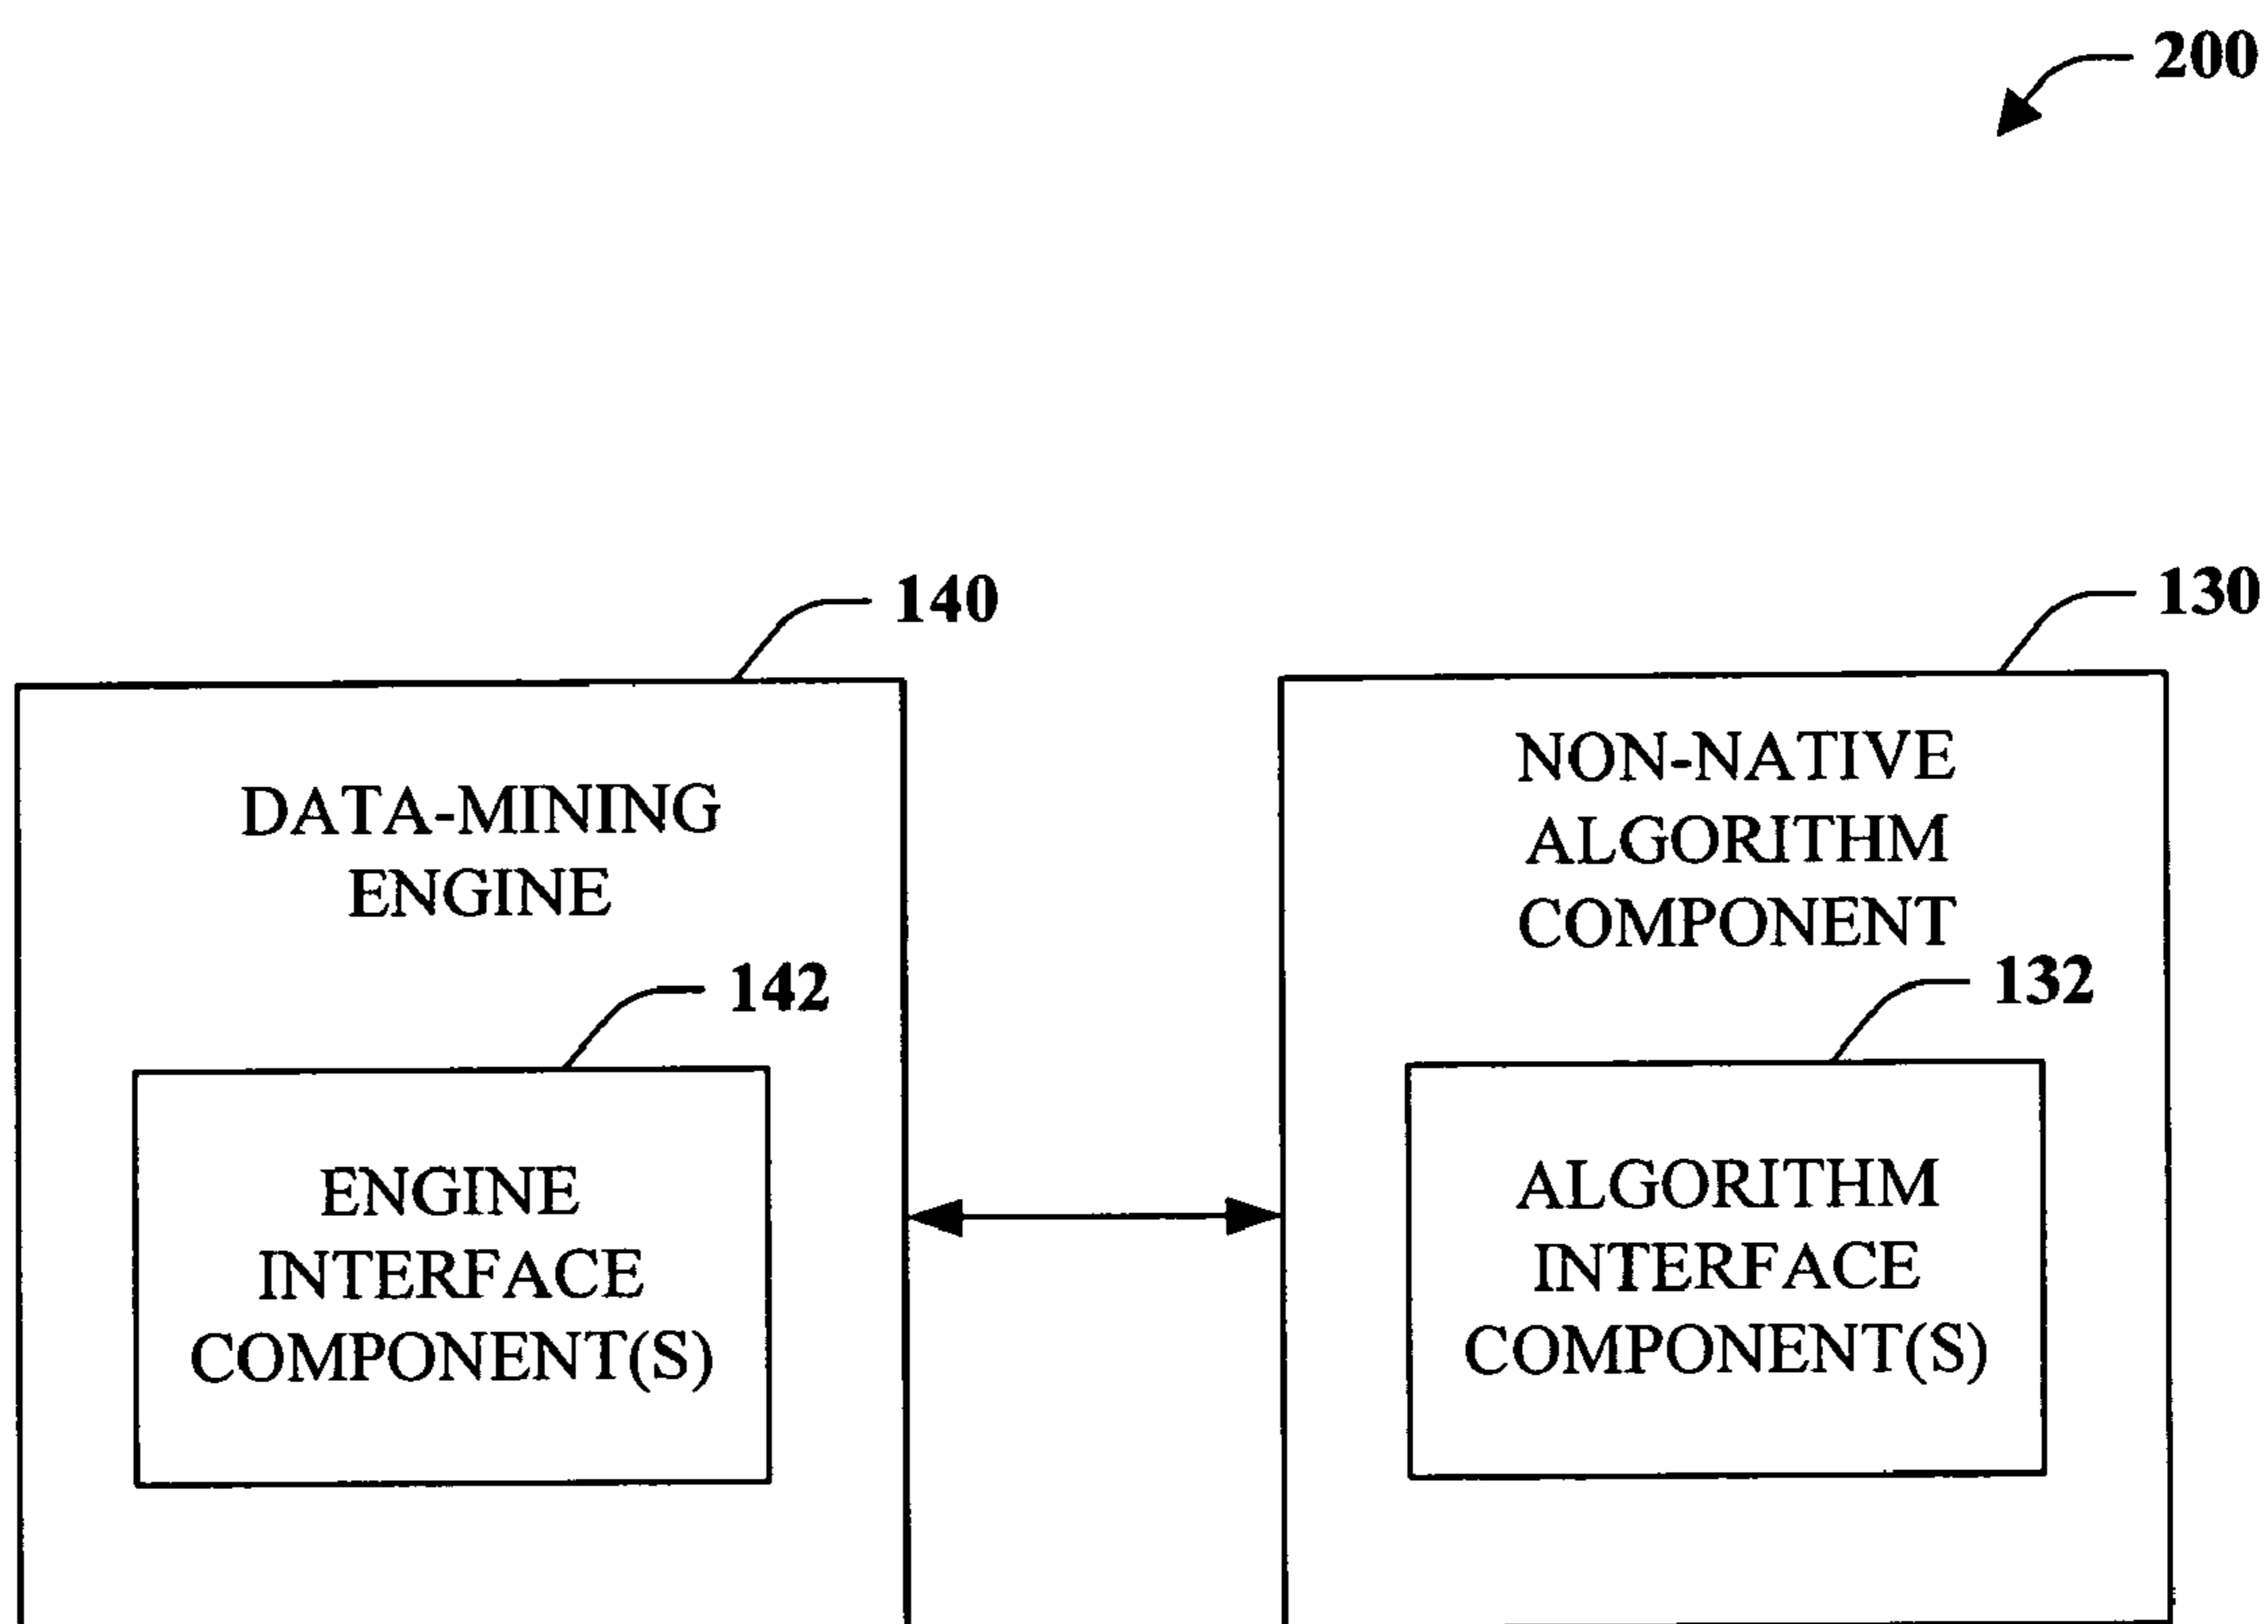 200
140
130
DATA-MINING
ENGINE
NON-NATIVE
ALGORITHM
COMPONENT
142
132
ENGINE
INTERFACE
COMPONENT(S)
ALGORITHM
INTERFACE
COMPONENT(S)